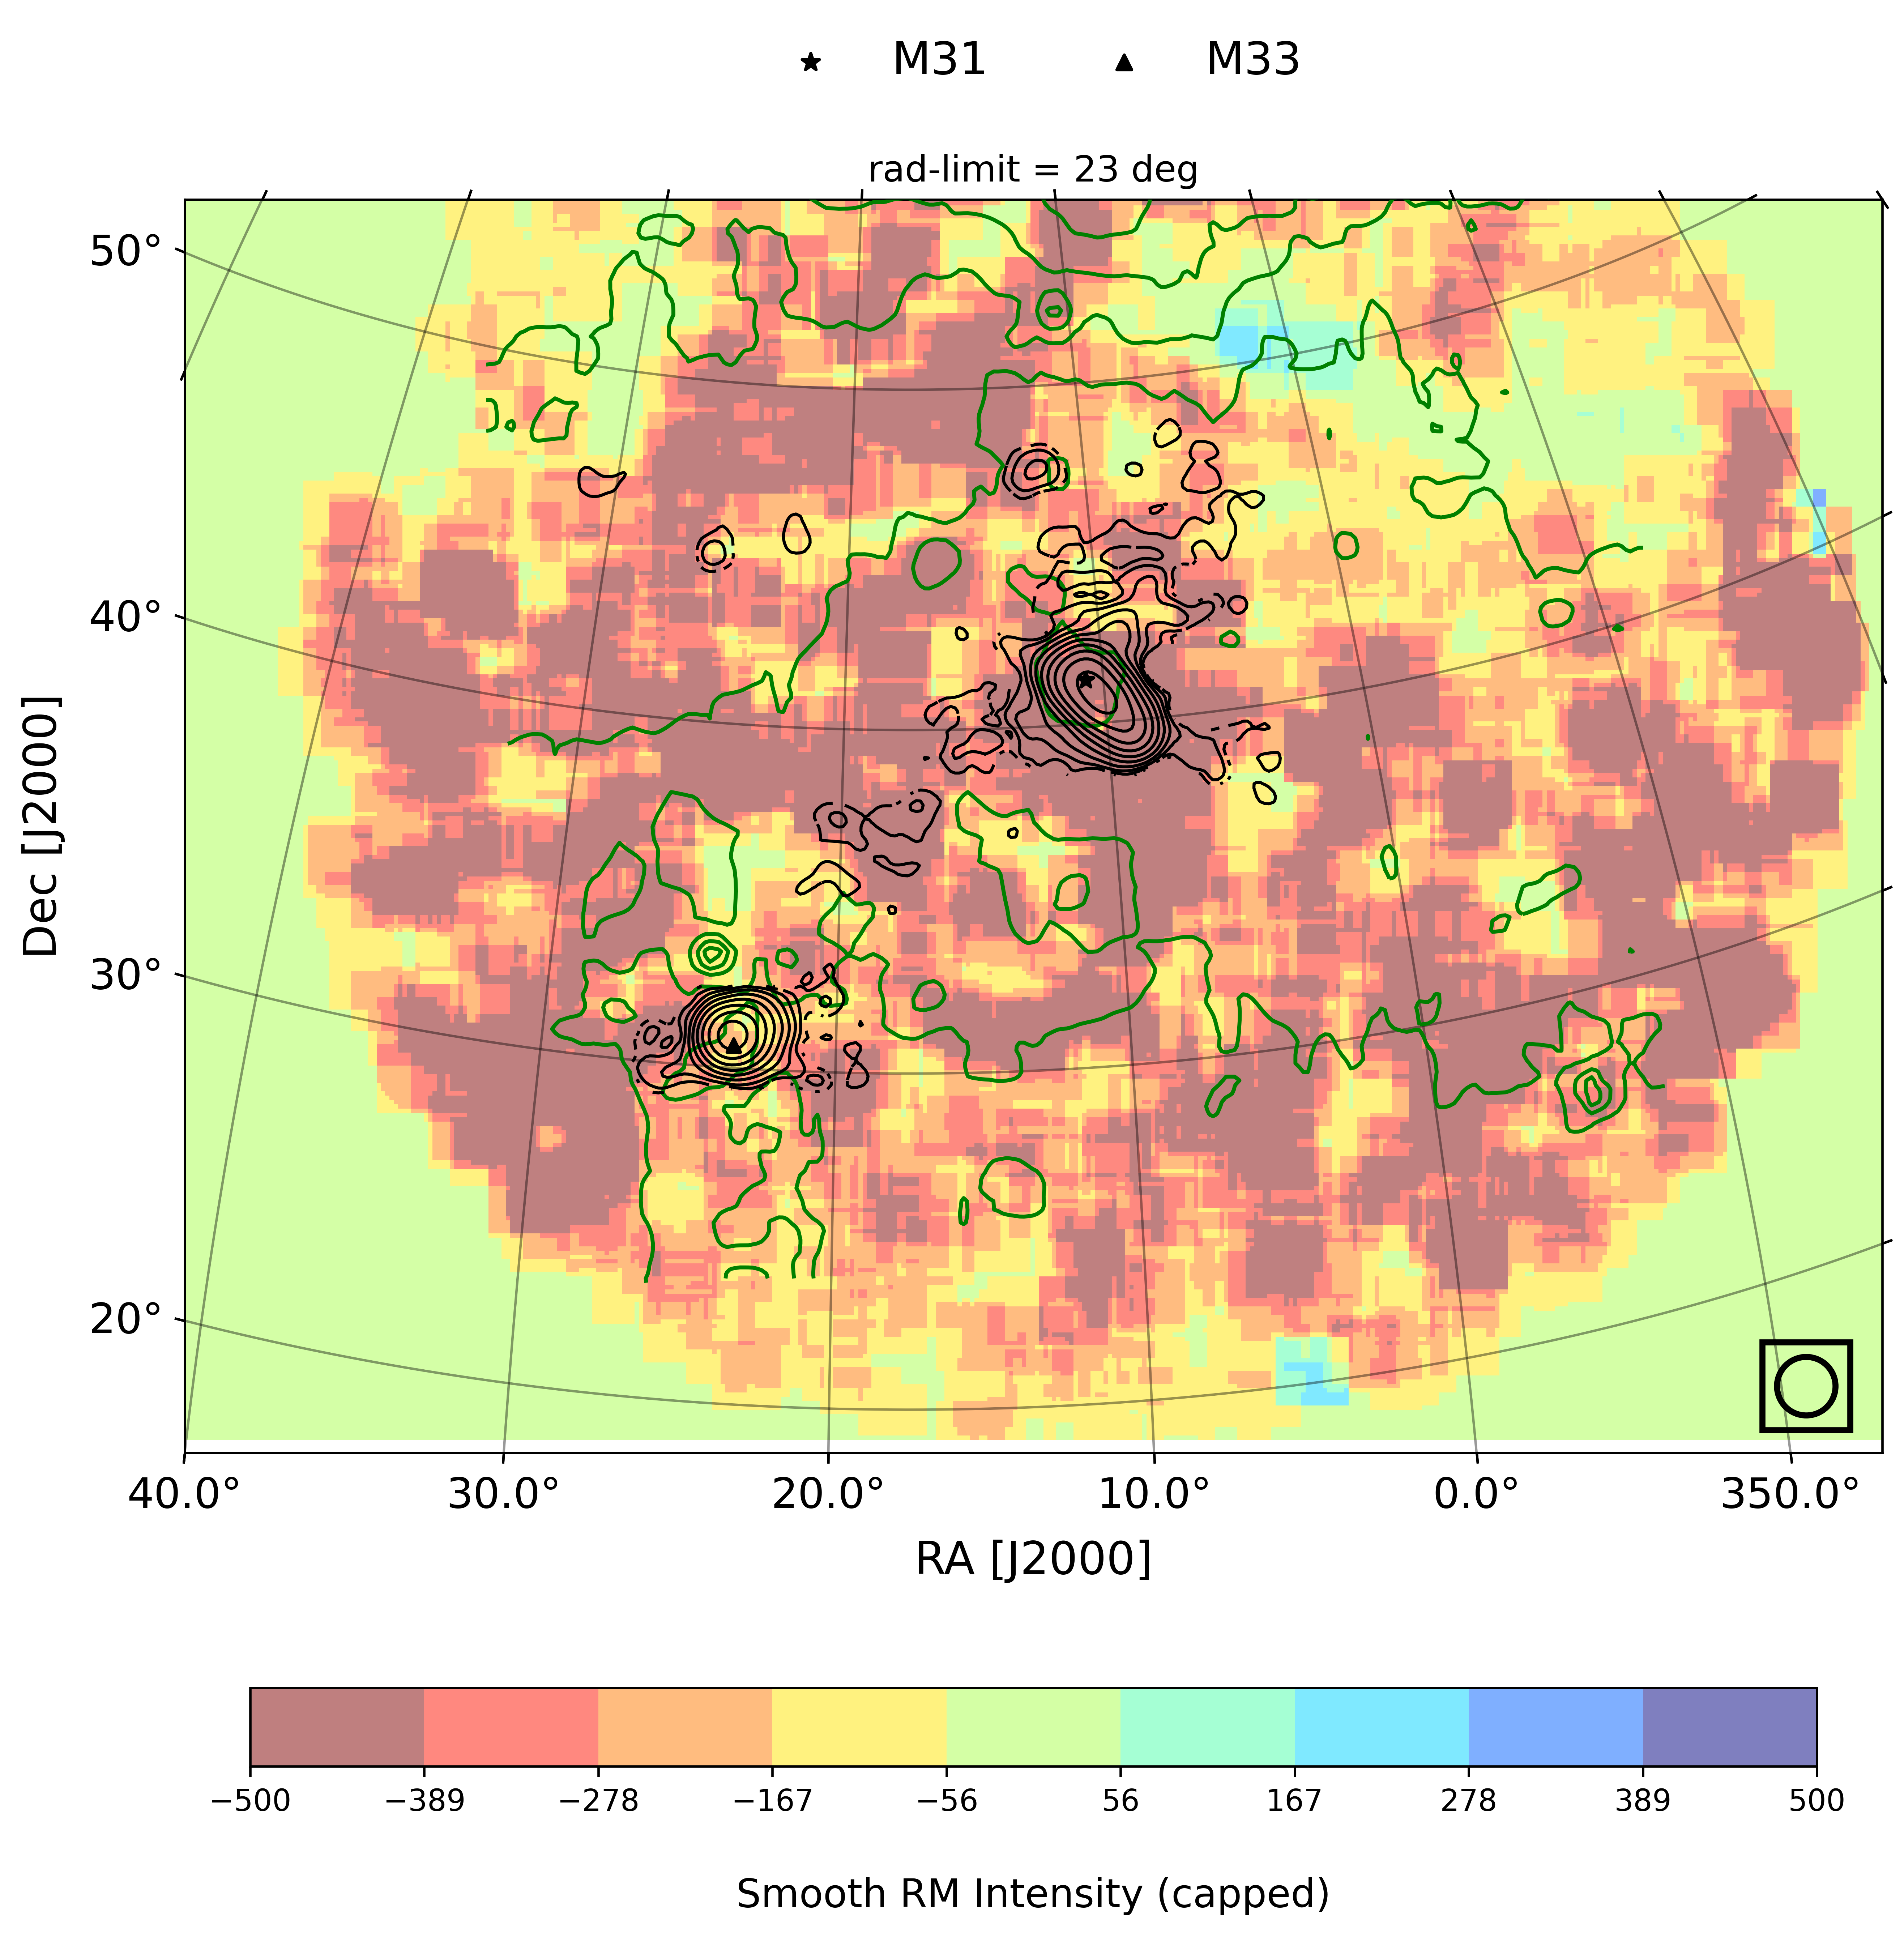 M31 M33
rad-limit = 23 deg
50°
40°
30°
20°
Dec [J2000]
40.0° 30.0° 20.0° 10.0° 0.0° 350.0°
RA [J2000]
−500 −389 −278 −167 −56 56 167 278 389 500
Smooth RM Intensity (capped)